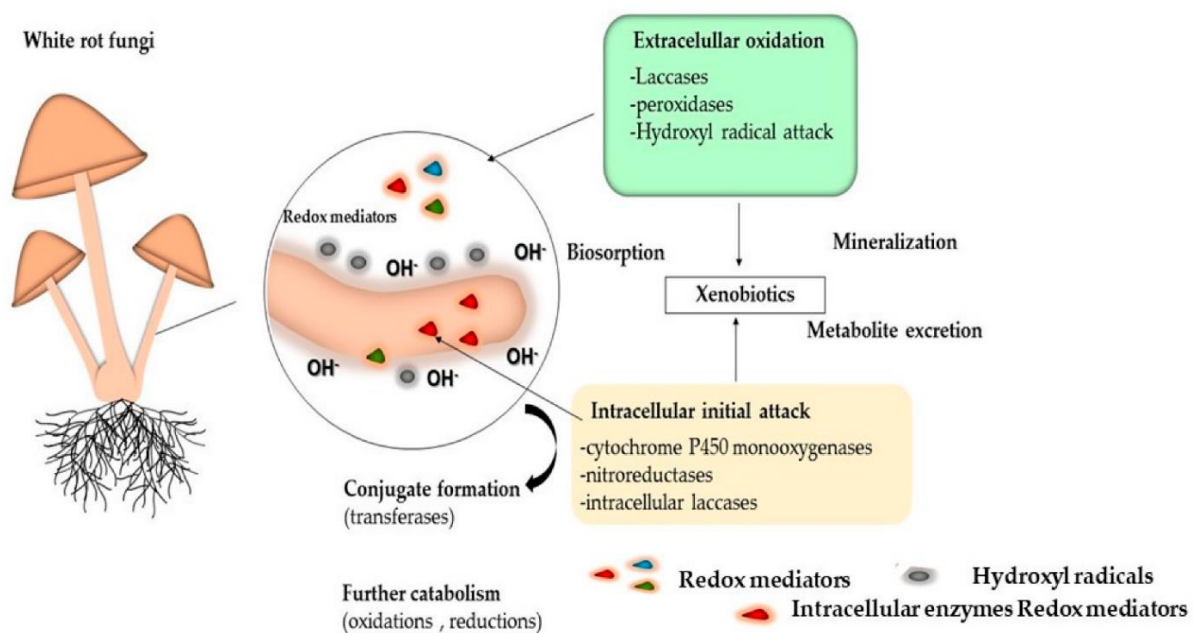 White rot fungi
Extracelullar oxidation
-Laccases
-peroxidases
-Hydroxyl radical attack
Redox mediators
OH-
OH-
Biosorption
Mineralization
Xenobiotics
Metabolite excretion
OH-
OH-
OH-
Intracellular initial attack
-cytochrome P450 monooxygenases
-nitroreductases
-intracellular laccases
Conjugate formation
(transferases)
Further catabolism
(oxidations , reductions)
Redox mediators
Hydroxyl radicals
Intracellular enzymes Redox mediators